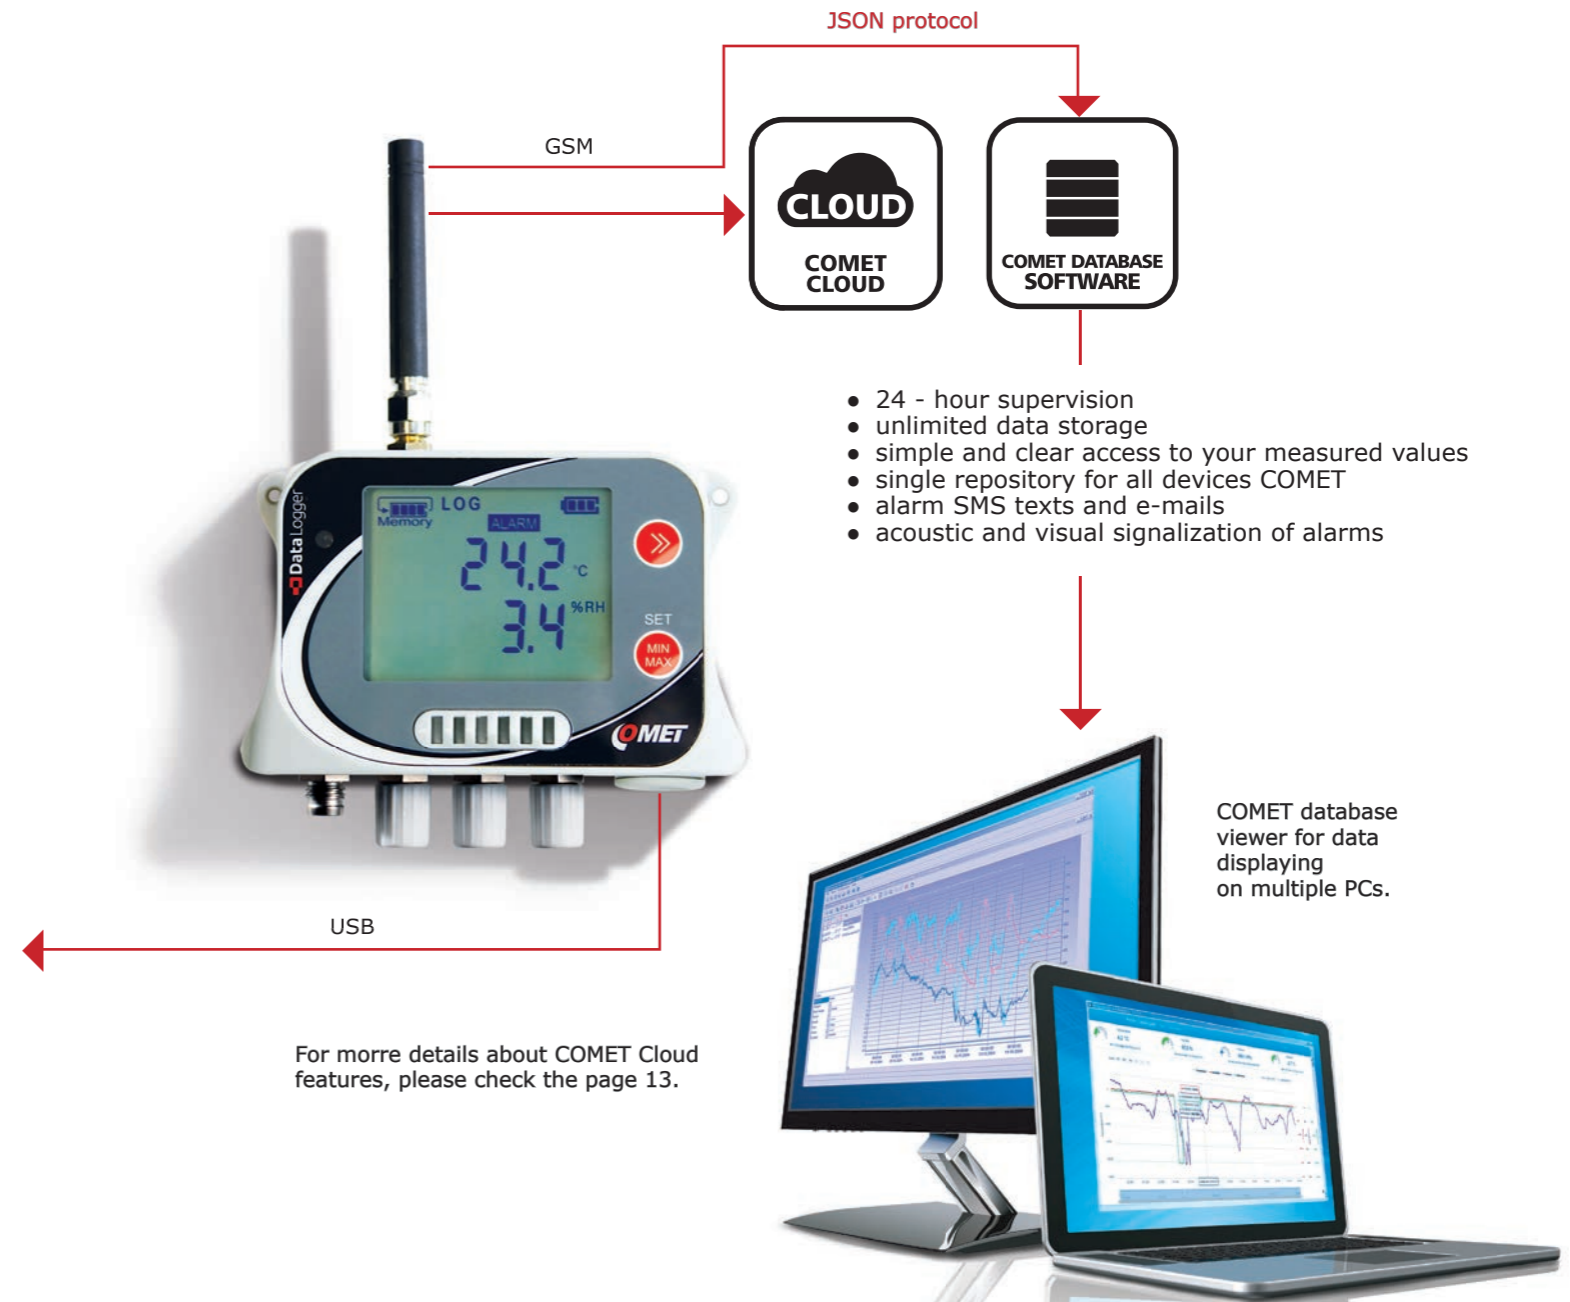 JSON protocol
GSM
CLOUD
COMET
CLOUD
COMET DATABASE
SOFTWARE
● 24 - hour supervision
● unlimited data storage
● simple and clear access to your measured values
● single repository for all devices COMET
● alarm SMS texts and e-mails
● acoustic and visual signalization of alarms
DataLogger
LOG
Memory
ALARM
24.2 °C
3.4 %RH
SET
MIN
MAX
COMET
COMET database
viewer for data
displaying
on multiple PCs.
USB
For morre details about COMET Cloud
features, please check the page 13.